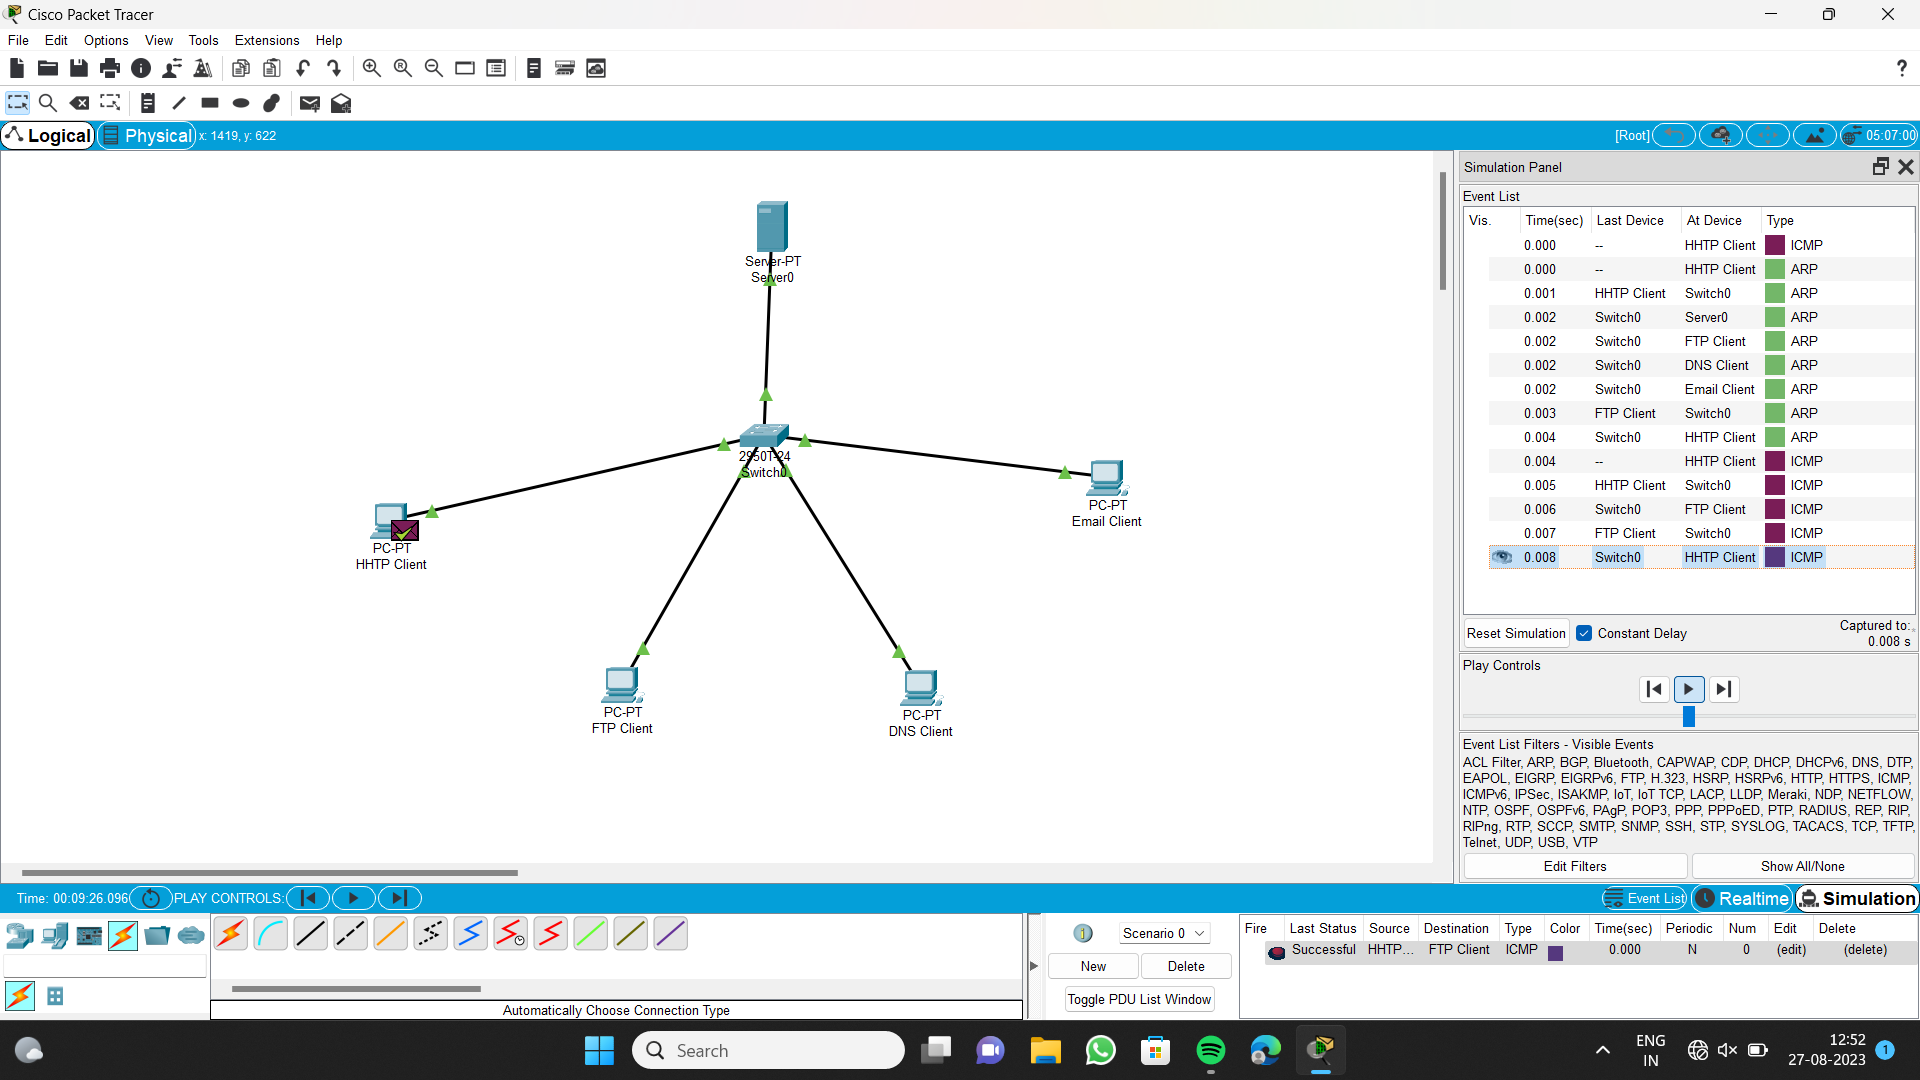 Cisco Packet Tracer
File Edit Options View Tools Extensions Help
?
Logical Physical x: 1419, y: 622 [Root] 05:07:00
Server-PT
Server0
2950T-24
Switch0
PC-PT
HHTP Client
PC-PT
Email Client
PC-PT
FTP Client
PC-PT
DNS Client
Simulation Panel
Event List
Vis. Time(sec) Last Device At Device Type
0.000 -- HHTP Client ICMP
0.000 -- HHTP Client ARP
0.001 HHTP Client Switch0 ARP
0.002 Switch0 Server0 ARP
0.002 Switch0 FTP Client ARP
0.002 Switch0 DNS Client ARP
0.002 Switch0 Email Client ARP
0.003 FTP Client Switch0 ARP
0.004 Switch0 HHTP Client ARP
0.004 -- HHTP Client ICMP
0.005 HHTP Client Switch0 ICMP
0.006 Switch0 FTP Client ICMP
0.007 FTP Client Switch0 ICMP
0.008 Switch0 HHTP Client ICMP
Reset Simulation Constant Delay Captured to:
0.008 s
Play Controls
Event List Filters - Visible Events
ACL Filter, ARP, BGP, Bluetooth, CAPWAP, CDP, DHCP, DHCPv6, DNS, DTP,
EAPOL, EIGRP, EIGRPv6, FTP, H.323, HSRP, HSRPv6, HTTP, HTTPS, ICMP,
ICMPv6, IPSec, ISAKMP, IoT, IoT TCP, LACP, LLDP, Meraki, NDP, NETFLOW,
NTP, OSPF, OSPFv6, PAgP, POP3, PPP, PPPoED, PTP, RADIUS, REP, RIP,
RIPng, RTP, SCCP, SMTP, SNMP, SSH, STP, SYSLOG, TACACS, TCP, TFTP,
Telnet, UDP, USB, VTP
Edit Filters Show All/None
Time: 00:09:26.096 PLAY CONTROLS: Event List Realtime Simulation
Automatically Choose Connection Type
Scenario 0
New Delete
Toggle PDU List Window
Fire Last Status Source Destination Type Color Time(sec) Periodic Num Edit Delete
Successful HHTP... FTP Client ICMP 0.000 N 0 (edit) (delete)
Search
ENG
IN
12:52
27-08-2023
1